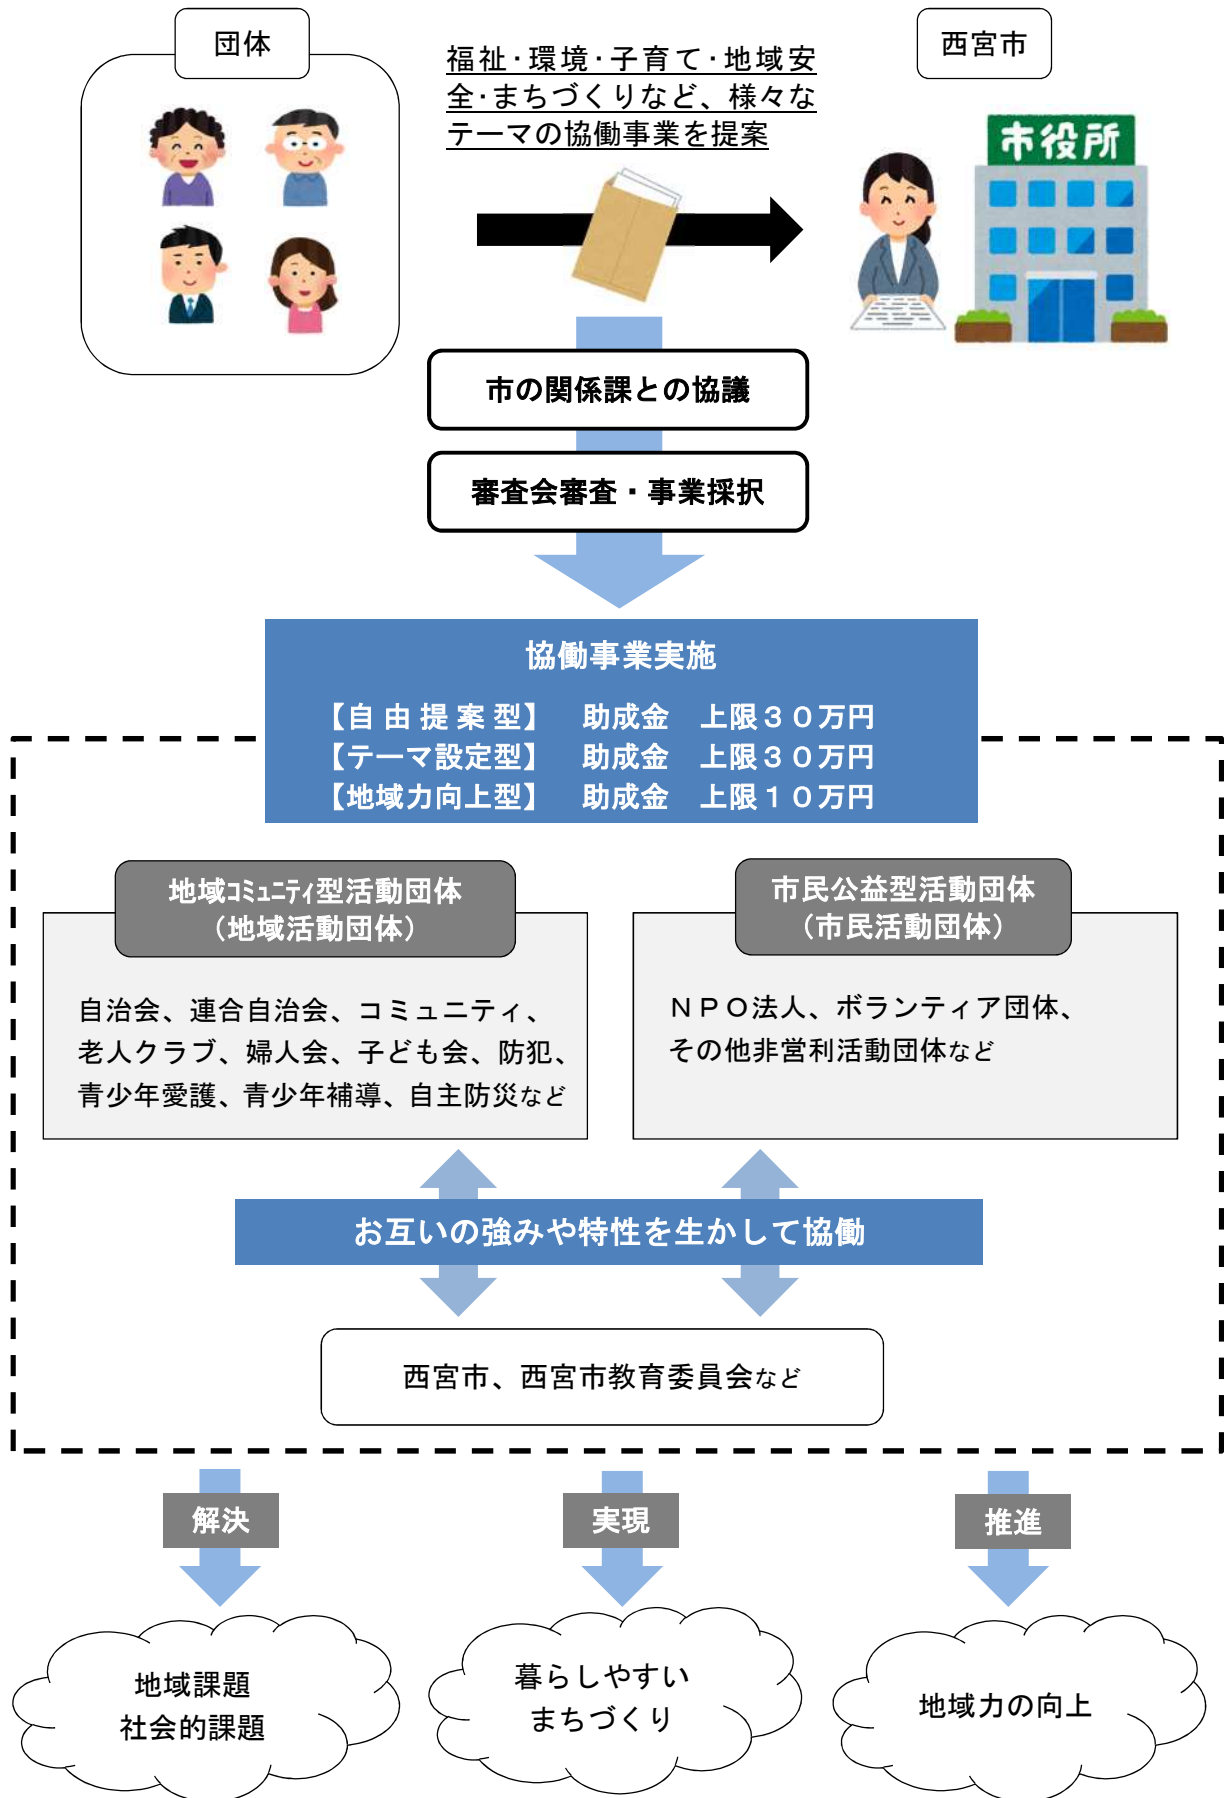 団体
福祉・環境・子育て・地域安
全・まちづくりなど、様々な
テーマの協働事業を提案
西宮市
市役所
市の関係課との協議
審査会審査・事業採択
協働事業実施
【自由提案型】　助成金　上限３０万円
【テーマ設定型】　助成金　上限３０万円
【地域力向上型】　助成金　上限１０万円
地域ｺﾐｭﾆﾃｨ型活動団体
（地域活動団体）
自治会、連合自治会、コミュニティ、
老人クラブ、婦人会、子ども会、防犯、
青少年愛護、青少年補導、自主防災など
市民公益型活動団体
（市民活動団体）
ＮＰＯ法人、ボランティア団体、
その他非営利活動団体など
お互いの強みや特性を生かして協働
西宮市、西宮市教育委員会など
解決
実現
推進
地域課題
社会的課題
暮らしやすい
まちづくり
地域力の向上